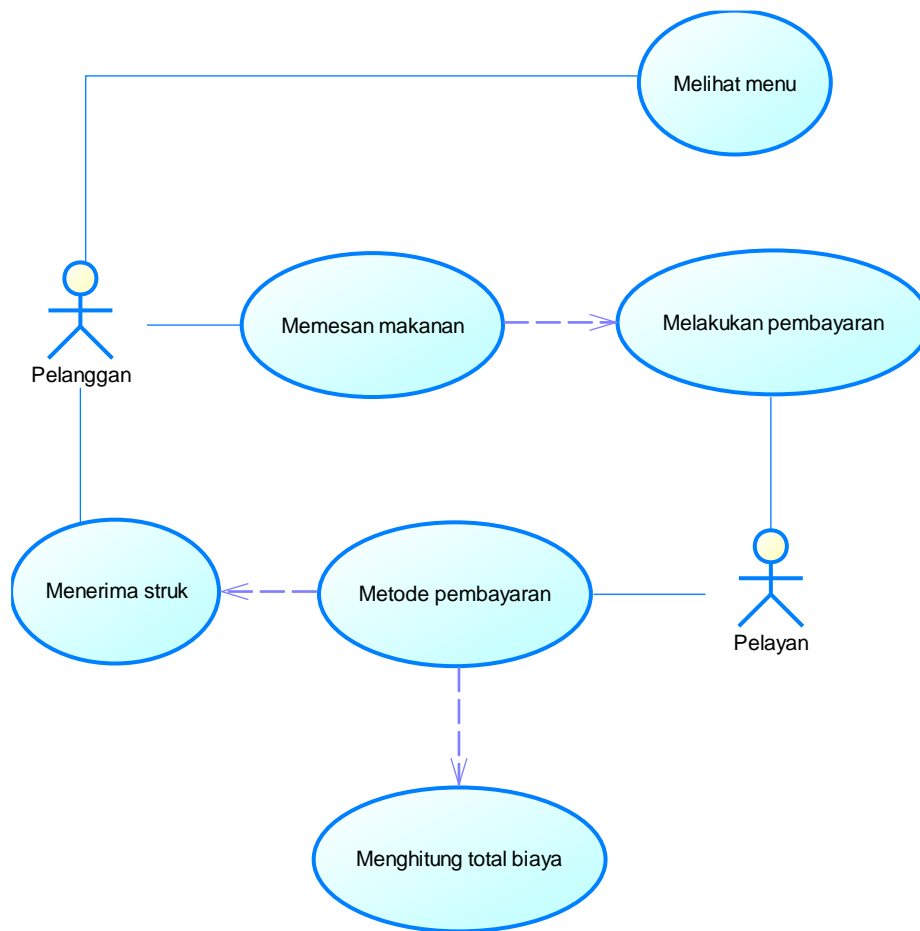 Melihat menu
Memesan makanan
Melakukan pembayaran
Pelanggan
Menerima struk
Metode pembayaran
Pelayan
Menghitung total biaya